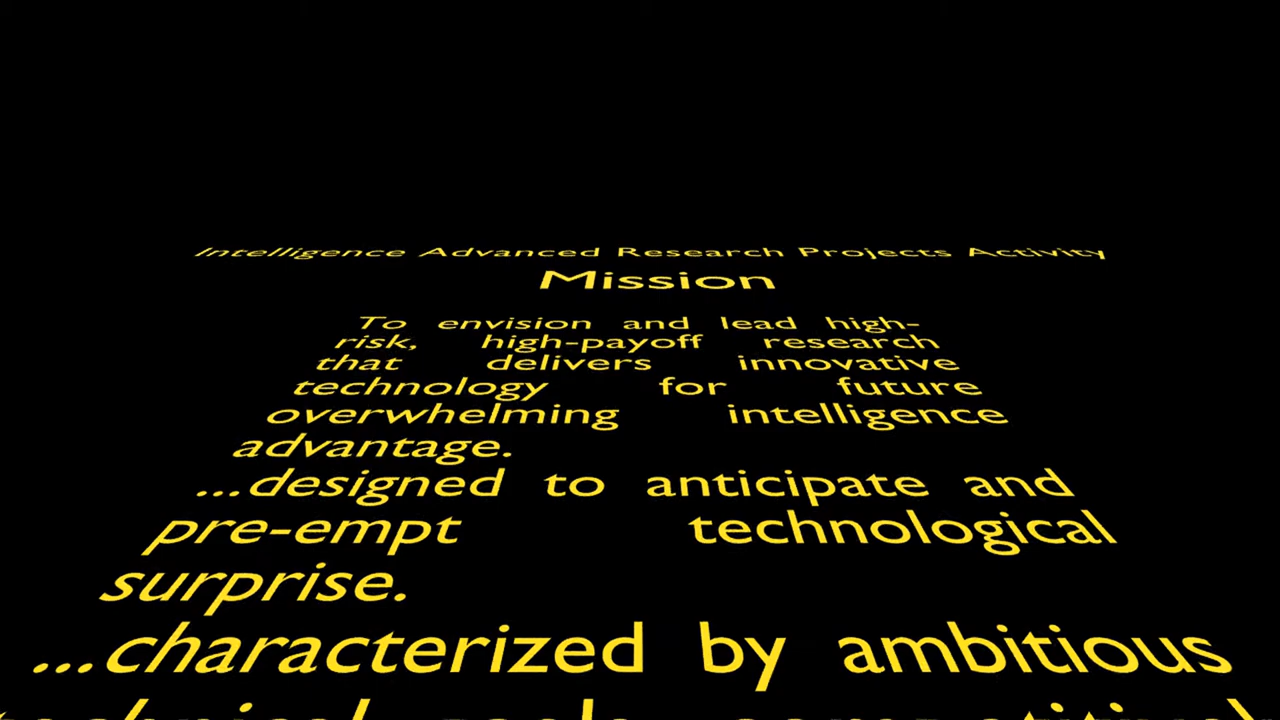 Intelligence Advanced Research Projects Activity
Mission
To envision and lead high-
risk, high-payoff research
that delivers innovative
technology for future
overwhelming intelligence
advantage.
...designed to anticipate and
pre-empt technological
surprise.
...characterized by ambitious